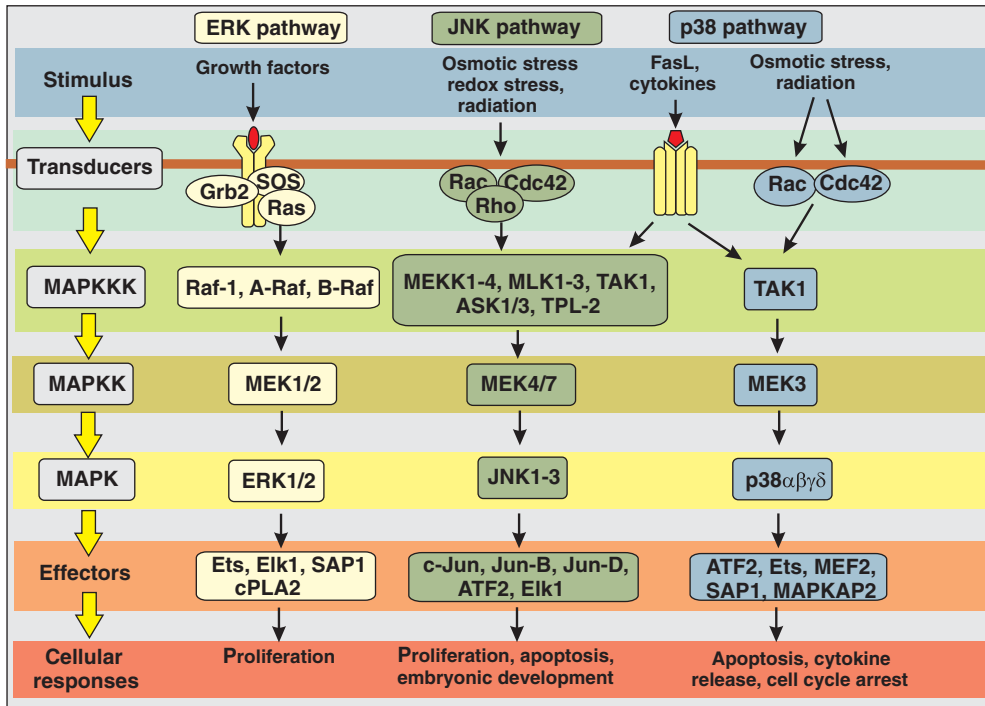 ERK pathway
JNK pathway
p38 pathway
Stimulus
Growth factors
Osmotic stress
redox stress,
radiation
FasL,
cytokines
Osmotic stress,
radiation
Transducers
Grb2
SOS
Ras
Rac
Cdc42
Rho
Rac
Cdc42
MAPKKK
Raf-1, A-Raf, B-Raf
MEKK1-4, MLK1-3, TAK1,
ASK1/3, TPL-2
TAK1
MAPKK
MEK1/2
MEK4/7
MEK3
MAPK
ERK1/2
JNK1-3
p38αβγδ
Effectors
Ets, Elk1, SAP1
cPLA2
c-Jun, Jun-B, Jun-D,
ATF2, Elk1
ATF2, Ets, MEF2,
SAP1, MAPKAP2
Cellular
responses
Proliferation
Proliferation, apoptosis,
embryonic development
Apoptosis, cytokine
release, cell cycle arrest